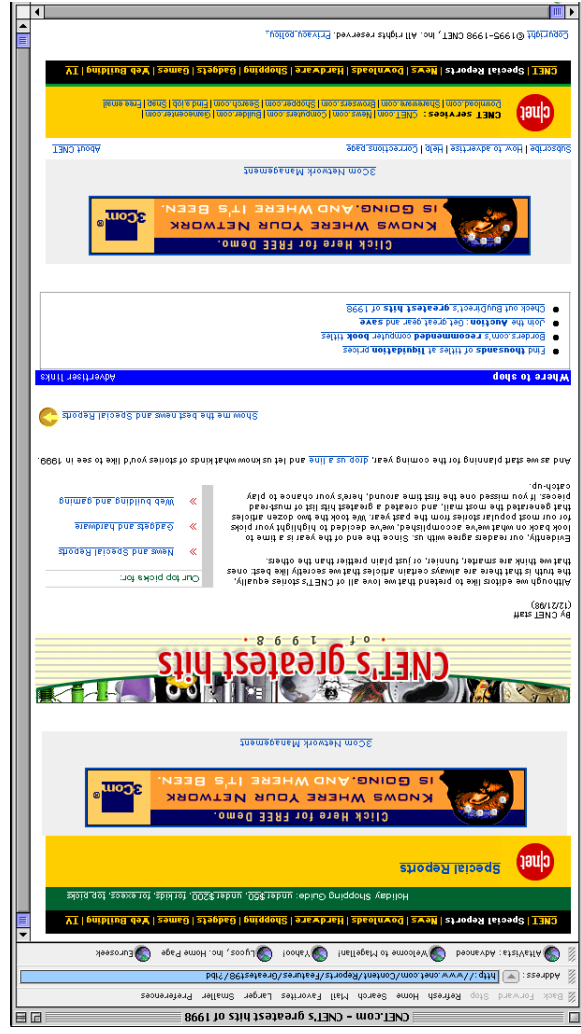 CNET.com - CNET's greatest hits of 1998
Back Forward Stop Refresh Home Search Mail Favorites Larger Smaller Preferences
Address: http://www.cnet.com/Content/Reports/Features/Greatest98/?lbd
AltaVista: Advanced Welcome to Magellan! Yahoo! Lycos, Inc. Home Page Euroseek
CNET | Special Reports | News | Downloads | Hardware | Shopping | Gadgets | Games | Web Building | TV
Holiday Shopping Guide: under $50, under $200, for kids, for execs, top picks
c|net Special Reports
Click Here for FREE Demo.
KNOWS WHERE YOUR NETWORK
IS GOING. AND WHERE IT'S BEEN.
3Com®
3Com Network Management
CNET's greatest hits
• of 1998 •
By CNET staff
(12/21/98)
Although we editors like to pretend that we love all of CNET's stories equally,
the truth is that there are always certain articles that we secretly like best: ones
that we think are smarter, funnier, or just plain prettier than the others.
Evidently, our readers agree with us. Since the end of the year is a time to
look back on what we've accomplished, we've decided to highlight your picks
for our most popular stories from the past year. We took the two dozen articles
that generated the most mail, and created a greatest hits list of must-read
pieces. If you missed one the first time around, here's your chance to play
catch-up.
Our top picks for:
News and Special Reports
Gadgets and hardware
Web building and gaming
And as we start planning for the coming year, drop us a line and let us know what kinds of stories you'd like to see in 1999.
Show me the best news and Special Reports
Where to shop Advertiser links
Find thousands of titles at liquidation prices
Borders.com's recommended computer book titles
Join the Auction: Get great gear and save
Check out BuyDirect's greatest hits of 1998
Click Here for FREE Demo.
KNOWS WHERE YOUR NETWORK
IS GOING. AND WHERE IT'S BEEN.
3Com®
3Com Network Management
Subscribe | How to advertise | Help | Corrections page About CNET
c|net
CNET services: CNET.com | News.com | Computers.com | Builder.com | Gamecenter.com |
Download.com | Shareware.com | Browsers.com | Shopper.com | Search.com | Find a job | Snap | Free email
CNET | Special Reports | News | Downloads | Hardware | Shopping | Gadgets | Games | Web Building | TV
Copyright ©1995-1998 CNET, Inc. All rights reserved. Privacy policy.